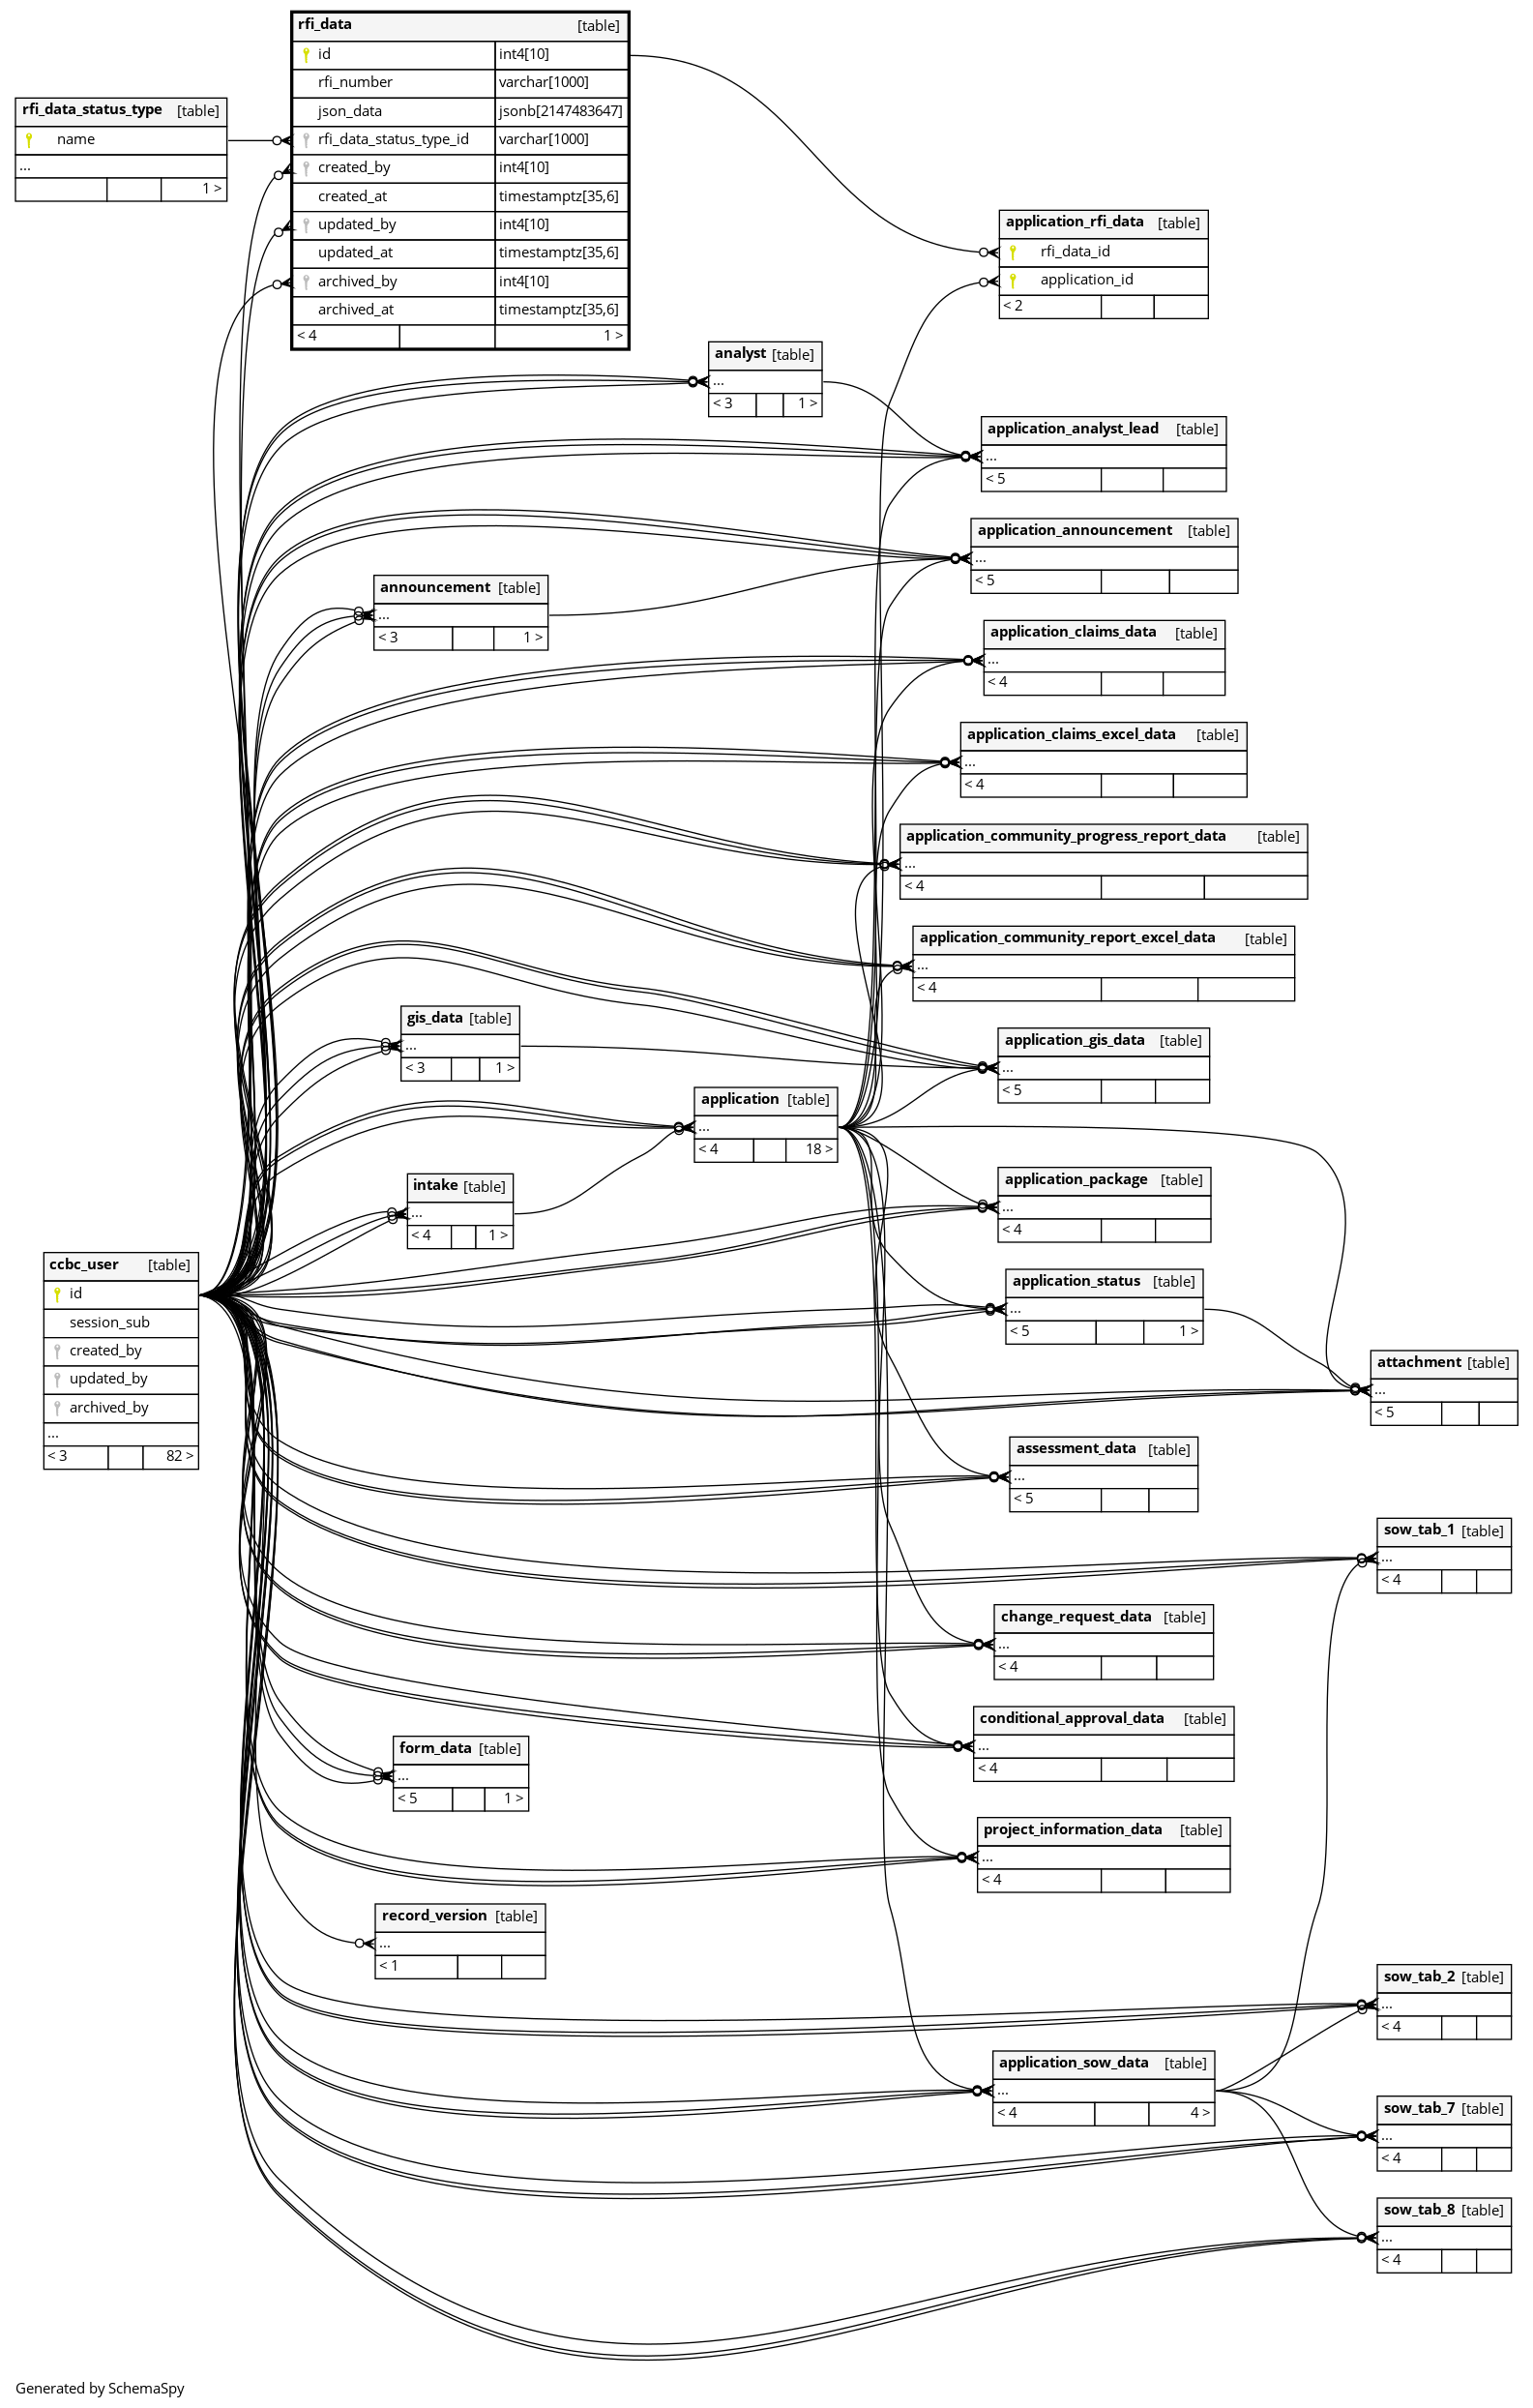 rfi_data [table]
id int4[10]
rfi_number varchar[1000]
json_data jsonb[2147483647]
rfi_data_status_type_id varchar[1000]
created_by int4[10]
created_at timestamptz[35,6]
updated_by int4[10]
updated_at timestamptz[35,6]
archived_by int4[10]
archived_at timestamptz[35,6]
< 4 1 >
rfi_data_status_type [table]
name
...
1 >
application_rfi_data [table]
rfi_data_id
application_id
< 2
analyst [table]
...
< 3 1 >
application_analyst_lead [table]
...
< 5
application_announcement [table]
...
< 5
announcement [table]
...
< 3 1 >
application_claims_data [table]
...
< 4
application_claims_excel_data [table]
...
< 4
application_community_progress_report_data [table]
...
< 4
application_community_report_excel_data [table]
...
< 4
gis_data [table]
...
< 3 1 >
application_gis_data [table]
...
< 5
application [table]
...
< 4 18 >
intake [table]
...
< 4 1 >
application_package [table]
...
< 4
ccbc_user [table]
id
session_sub
created_by
updated_by
archived_by
...
< 3 82 >
application_status [table]
...
< 5 1 >
attachment [table]
...
< 5
assessment_data [table]
...
< 5
sow_tab_1 [table]
...
< 4
change_request_data [table]
...
< 4
conditional_approval_data [table]
...
< 4
form_data [table]
...
< 5 1 >
project_information_data [table]
...
< 4
record_version [table]
...
< 1
sow_tab_2 [table]
...
< 4
application_sow_data [table]
...
< 4 4 >
sow_tab_7 [table]
...
< 4
sow_tab_8 [table]
...
< 4
Generated by SchemaSpy